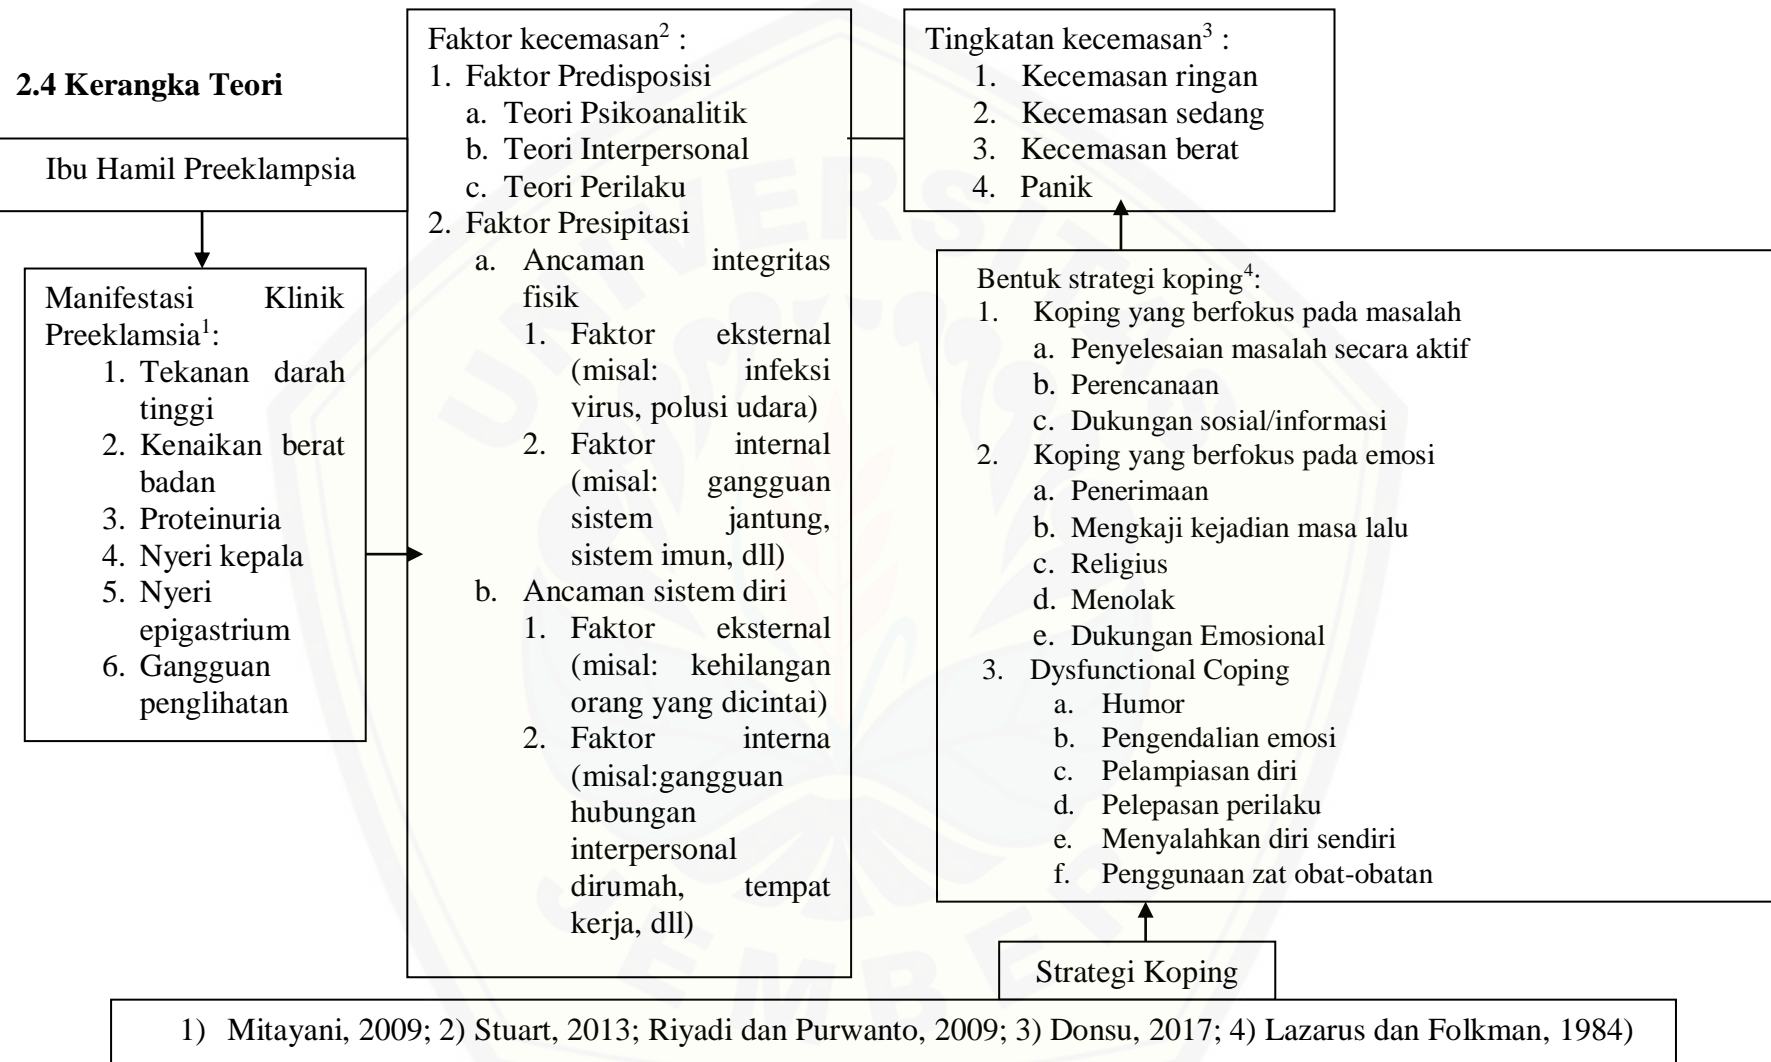 2.4 Kerangka Teori
Ibu Hamil Preeklampsia
Manifestasi Klinik
Preeklamsia1:
1. Tekanan darah
tinggi
2. Kenaikan berat
badan
3. Proteinuria
4. Nyeri kepala
5. Nyeri
epigastrium
6. Gangguan
penglihatan
Faktor kecemasan2 :
1. Faktor Predisposisi
a. Teori Psikoanalitik
b. Teori Interpersonal
c. Teori Perilaku
2. Faktor Presipitasi
a. Ancaman integritas
fisik
1. Faktor eksternal
(misal: infeksi
virus, polusi udara)
2. Faktor internal
(misal: gangguan
sistem jantung,
sistem imun, dll)
b. Ancaman sistem diri
1. Faktor eksternal
(misal: kehilangan
orang yang dicintai)
2. Faktor interna
(misal:gangguan
hubungan
interpersonal
dirumah, tempat
kerja, dll)
Tingkatan kecemasan3 :
1. Kecemasan ringan
2. Kecemasan sedang
3. Kecemasan berat
4. Panik
Bentuk strategi koping4:
1. Koping yang berfokus pada masalah
a. Penyelesaian masalah secara aktif
b. Perencanaan
c. Dukungan sosial/informasi
2. Koping yang berfokus pada emosi
a. Penerimaan
b. Mengkaji kejadian masa lalu
c. Religius
d. Menolak
e. Dukungan Emosional
3. Dysfunctional Coping
a. Humor
b. Pengendalian emosi
c. Pelampiasan diri
d. Pelepasan perilaku
e. Menyalahkan diri sendiri
f. Penggunaan zat obat-obatan
Strategi Koping
1) Mitayani, 2009; 2) Stuart, 2013; Riyadi dan Purwanto, 2009; 3) Donsu, 2017; 4) Lazarus dan Folkman, 1984)
UNIVERSITAS
JEMBER